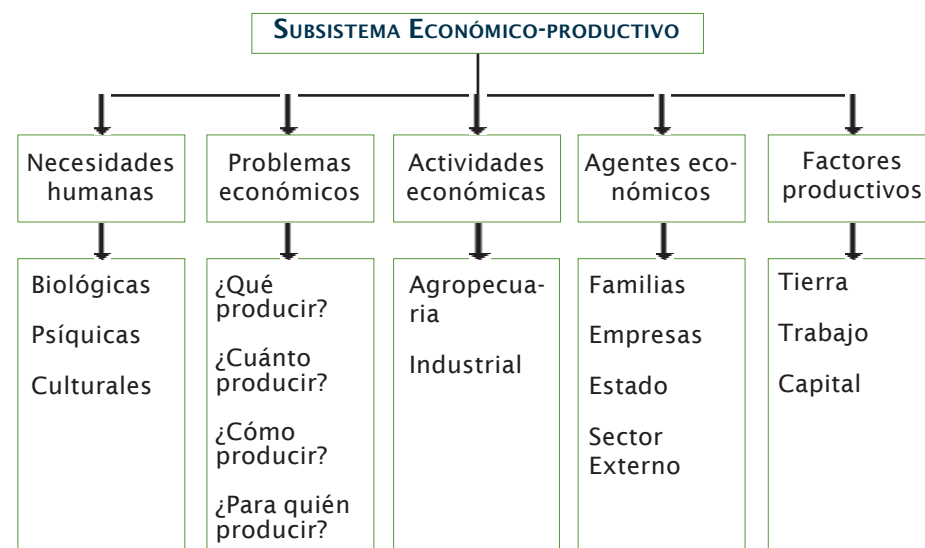 SUBSISTEMA ECONÓMICO-PRODUCTIVO
Necesidades
humanas
Problemas
económicos
Actividades
económicas
Agentes eco-
nómicos
Factores
productivos
Biológicas
Psíquicas
Culturales
¿Qué
producir?
¿Cuánto
producir?
¿Cómo
producir?
¿Para quién
producir?
Agropecua-
ria
Industrial
Familias
Empresas
Estado
Sector
Externo
Tierra
Trabajo
Capital